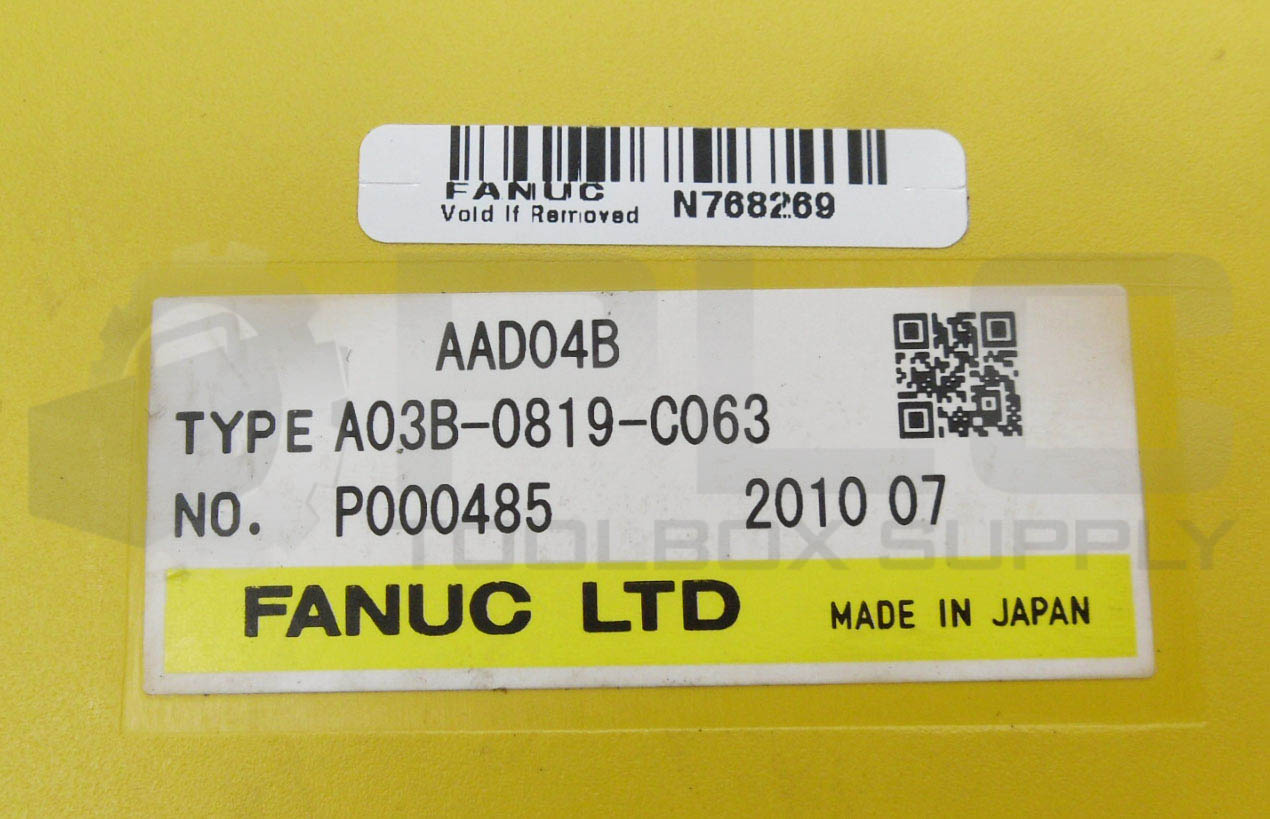 FANUC
Void If Removed N768269
AAD04B
TYPE A03B-0819-C063
NO. P000485 2010 07
FANUC LTD MADE IN JAPAN
PLC
TOOLBOX SUPPLY